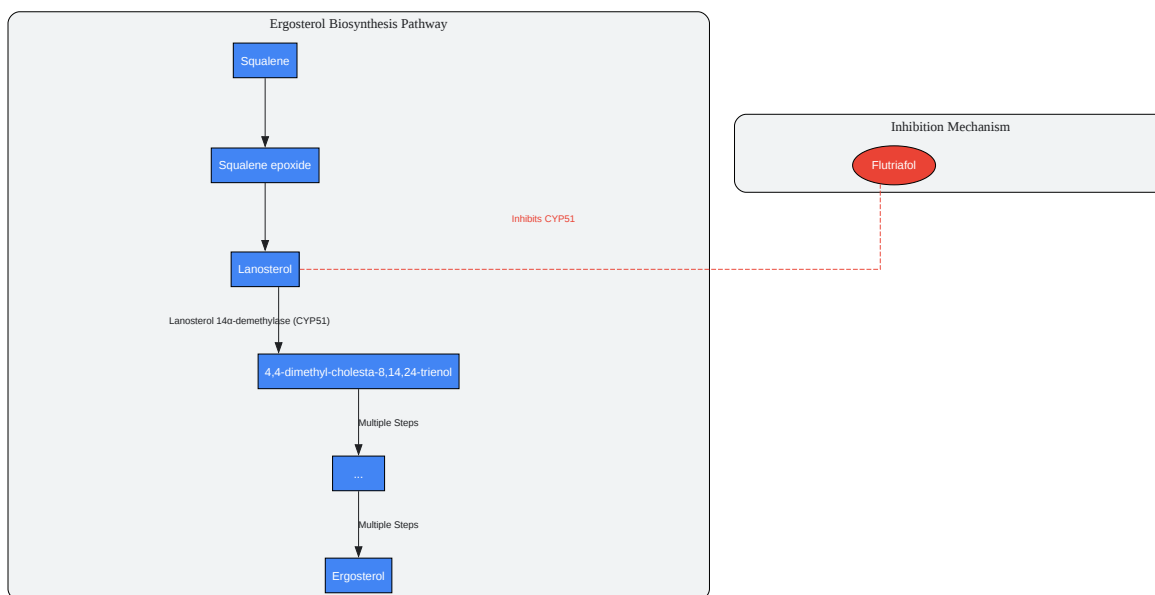 Ergosterol Biosynthesis Pathway
Squalene
Inhibition Mechanism
Squalene epoxide
Flutriafol
Inhibits CYP51
Lanosterol
Lanosterol 14α-demethylase (CYP51)
4,4-dimethyl-cholesta-8,14,24-trienol
Multiple Steps
...
Multiple Steps
Ergosterol